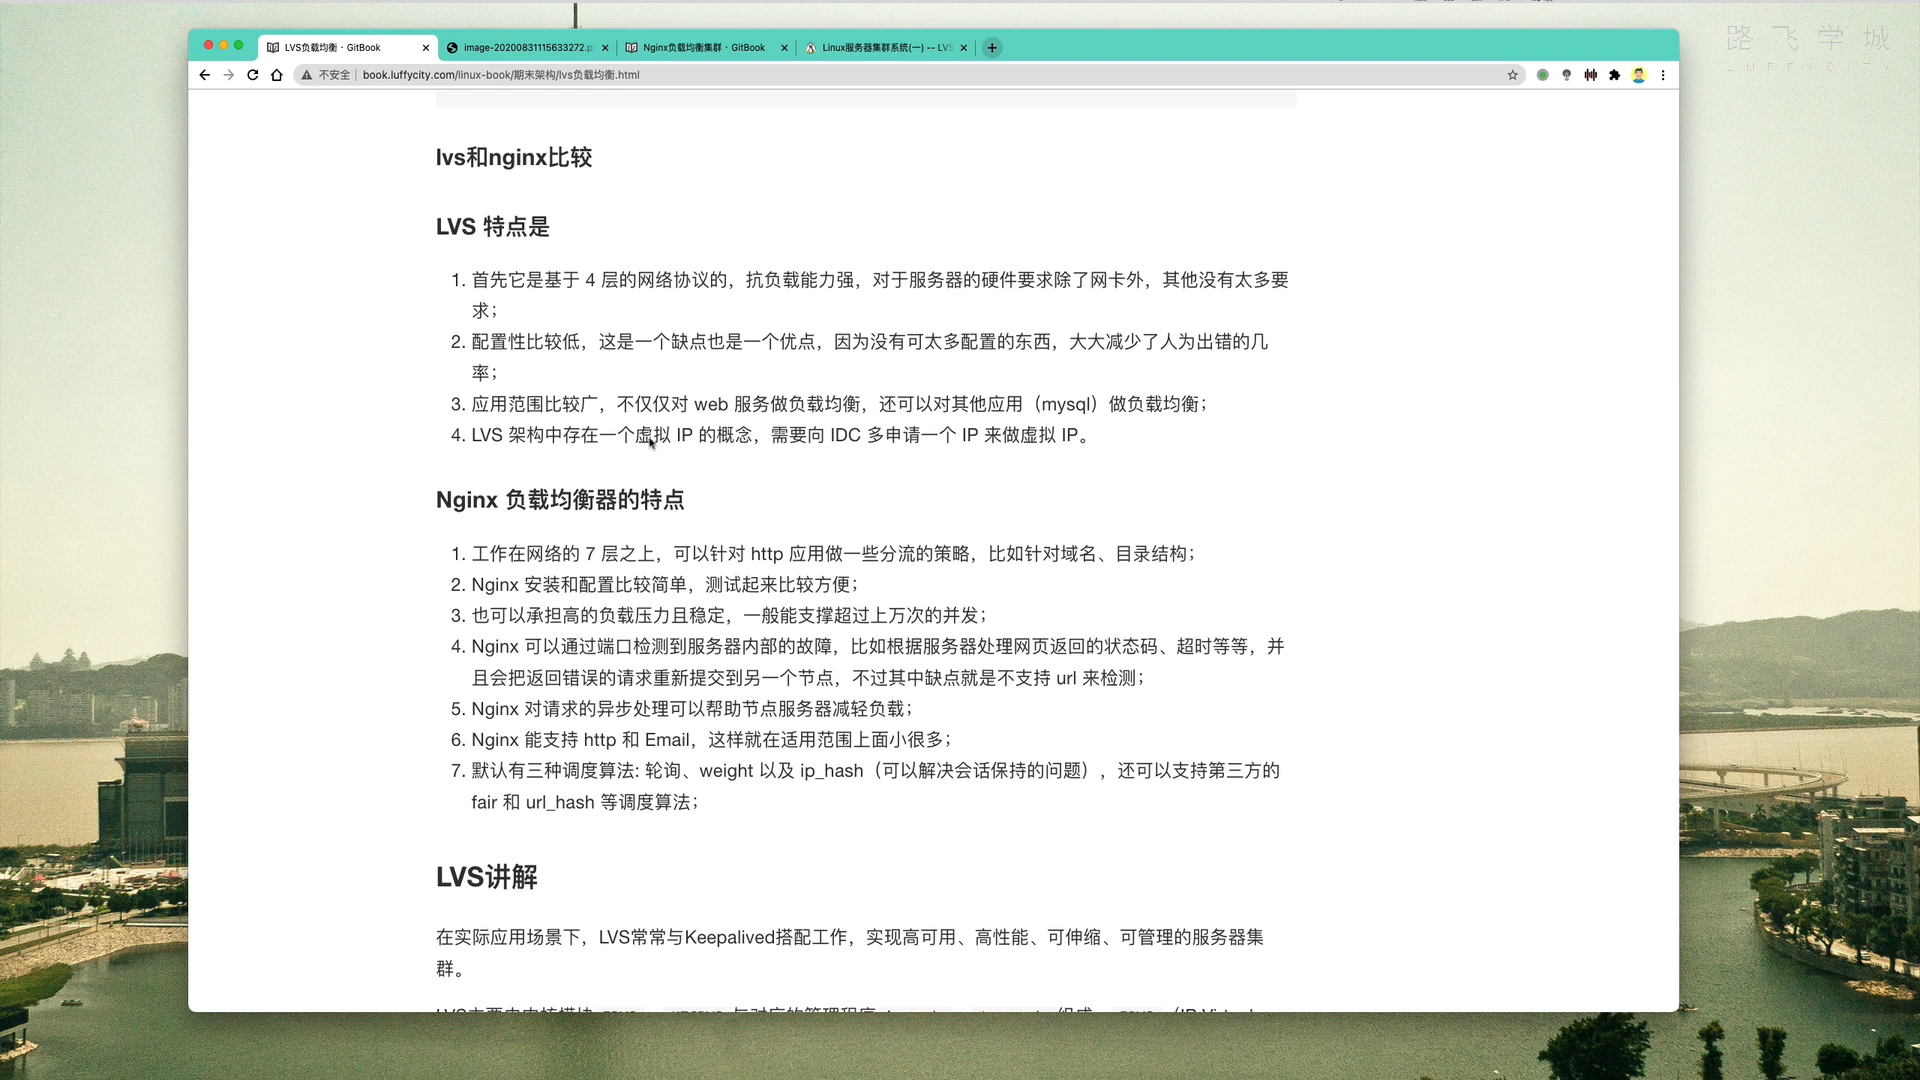 LVS负载均衡 · GitBook
image-20200831115633272.p
Nginx负载均衡集群 · GitBook
Linux服务器集群系统(一) -- LVS
路飞学城
LUFFYCITY
不安全
book.luffycity.com/linux-book/期末架构/lvs负载均衡.html
lvs和nginx比较
LVS 特点是
1. 首先它是基于 4 层的网络协议的，抗负载能力强，对于服务器的硬件要求除了网卡外，其他没有太多要
求；
2. 配置性比较低，这是一个缺点也是一个优点，因为没有可太多配置的东西，大大减少了人为出错的几
率；
3. 应用范围比较广，不仅仅对 web 服务做负载均衡，还可以对其他应用（mysql）做负载均衡；
4. LVS 架构中存在一个虚拟 IP 的概念，需要向 IDC 多申请一个 IP 来做虚拟 IP。
Nginx 负载均衡器的特点
1. 工作在网络的 7 层之上，可以针对 http 应用做一些分流的策略，比如针对域名、目录结构；
2. Nginx 安装和配置比较简单，测试起来比较方便；
3. 也可以承担高的负载压力且稳定，一般能支撑超过上万次的并发；
4. Nginx 可以通过端口检测到服务器内部的故障，比如根据服务器处理网页返回的状态码、超时等等，并
且会把返回错误的请求重新提交到另一个节点，不过其中缺点就是不支持 url 来检测；
5. Nginx 对请求的异步处理可以帮助节点服务器减轻负载；
6. Nginx 能支持 http 和 Email，这样就在适用范围上面小很多；
7. 默认有三种调度算法: 轮询、weight 以及 ip_hash（可以解决会话保持的问题），还可以支持第三方的
fair 和 url_hash 等调度算法；
LVS讲解
在实际应用场景下，LVS常常与Keepalived搭配工作，实现高可用、高性能、可伸缩、可管理的服务器集
群。